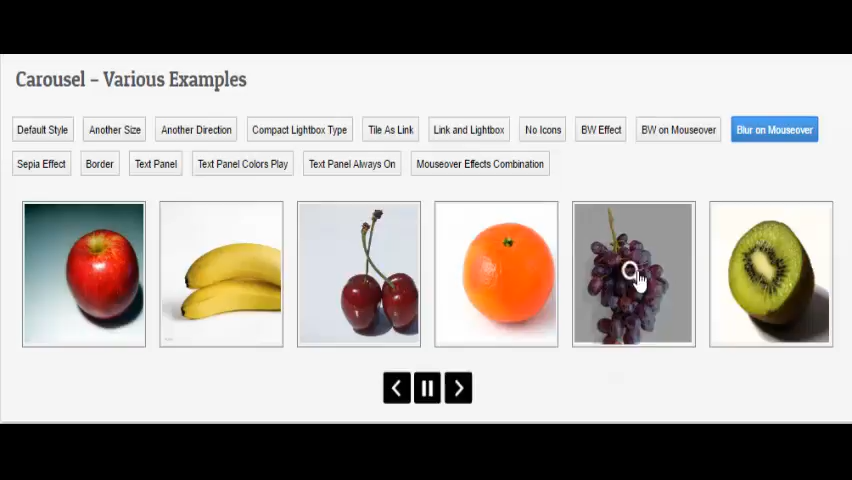 Carousel – Various Examples
Default Style Another Size Another Direction Compact Lightbox Type Tile As Link Link and Lightbox No Icons BW Effect BW on Mouseover Blur on Mouseover
Sepia Effect Border Text Panel Text Panel Colors Play Text Panel Always On Mouseover Effects Combination